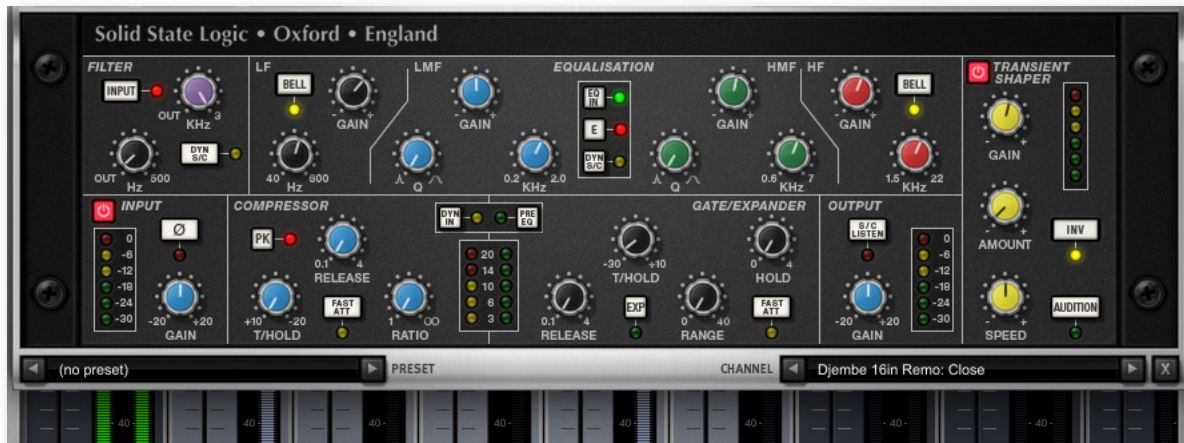 Solid State Logic • Oxford • England
FILTER
INPUT
OUT 3
KHz
OUT 500
Hz
DYN S/C
LF
BELL
GAIN
- +
40 600
Hz
LMF
GAIN
- +
Q
0.2 2.0
KHz
EQUALISATION
EQ IN
E
DYN S/C
HMF
GAIN
- +
Q
0.6 7
KHz
HF
GAIN
- +
BELL
1.5 22
KHz
TRANSIENT
SHAPER
GAIN
- +
AMOUNT
INV
SPEED
- +
AUDITION
INPUT
Ø
0
-6
-12
-18
-24
-30
-20 +20
GAIN
COMPRESSOR
PK
0.1 4
RELEASE
+10 -20
T/HOLD
FAST ATT
1 ∞
RATIO
DYN IN
PRE EQ
20
14
10
6
3
GATE/EXPANDER
-30 +10
T/HOLD
0 4
HOLD
0.1 4
RELEASE
EXP
0 40
RANGE
FAST ATT
OUTPUT
S/C LISTEN
0
-6
-12
-18
-24
-30
-20 +20
GAIN
(no preset)
PRESET
CHANNEL
Djembe 16in Remo: Close
X
-40 -
-40 -
-40 -
-40 -
-40 -
-40 -
-40 -
-40 -
-40 -
-40 -
-40 -
-40 -
-40 -